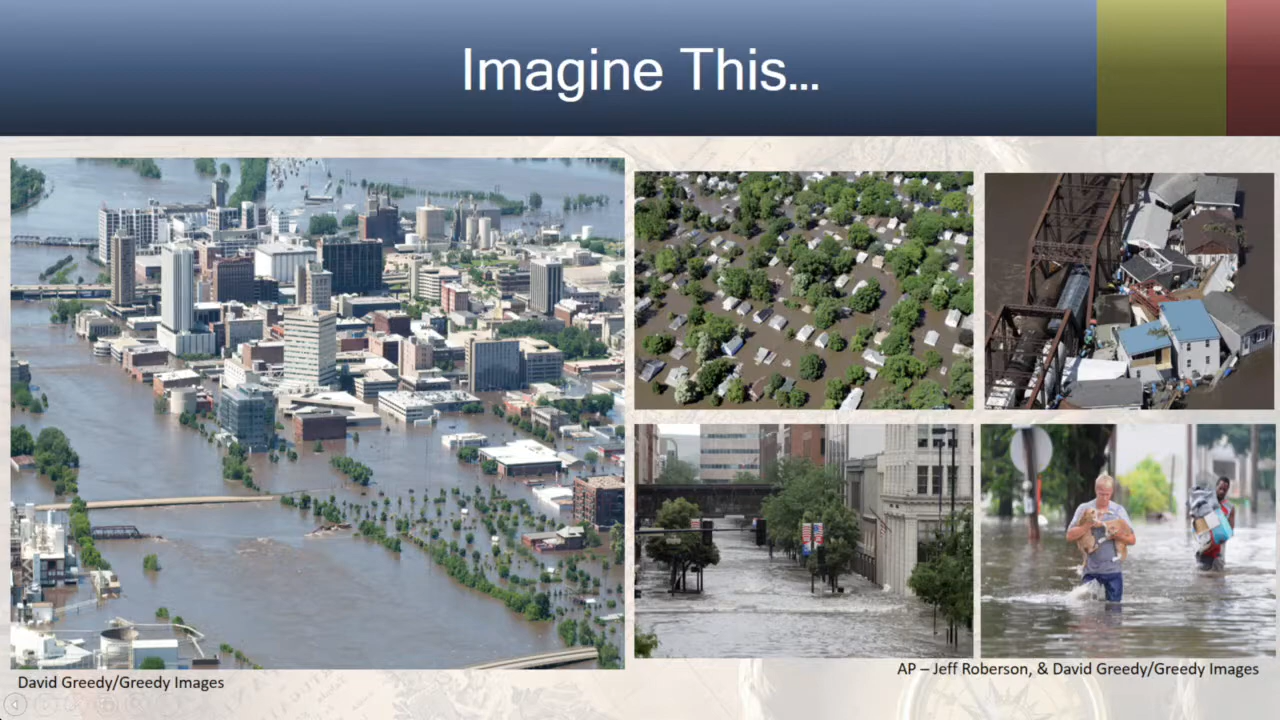 Imagine This...
David Greedy/Greedy Images
AP – Jeff Roberson, & David Greedy/Greedy Images